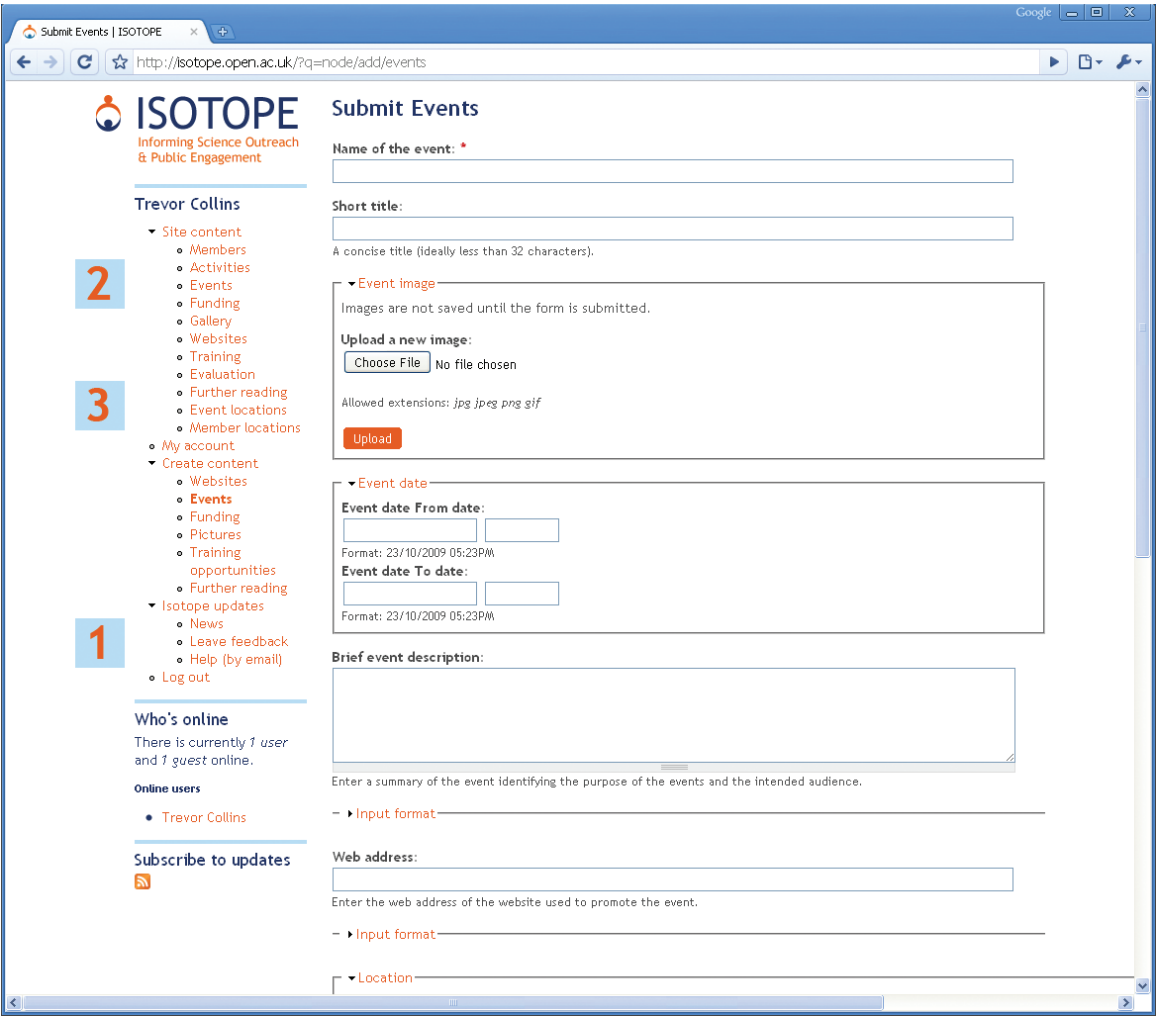 Google
Submit Events | ISOTOPE
http://isotope.open.ac.uk/?q=node/add/events
ISOTOPE
Informing Science Outreach
& Public Engagement
Trevor Collins
Site content
Members
Activities
2
Events
Funding
Gallery
Websites
Training
Evaluation
3
Further reading
Event locations
Member locations
My account
Create content
Websites
Events
Funding
Pictures
Training
opportunities
Further reading
Isotope updates
News
1
Leave feedback
Help (by email)
Log out
Who's online
There is currently 1 user
and 1 guest online.
Online users
Trevor Collins
Subscribe to updates
Submit Events
Name of the event: *
Short title:
A concise title (ideally less than 32 characters).
Event image
Images are not saved until the form is submitted.
Upload a new image:
Choose File No file chosen
Allowed extensions: jpg jpeg png gif
Upload
Event date
Event date From date:
Format: 23/10/2009 05:23PM
Event date To date:
Format: 23/10/2009 05:23PM
Brief event description:
Enter a summary of the event identifying the purpose of the events and the intended audience.
Input format
Web address:
Enter the web address of the website used to promote the event.
Input format
Location